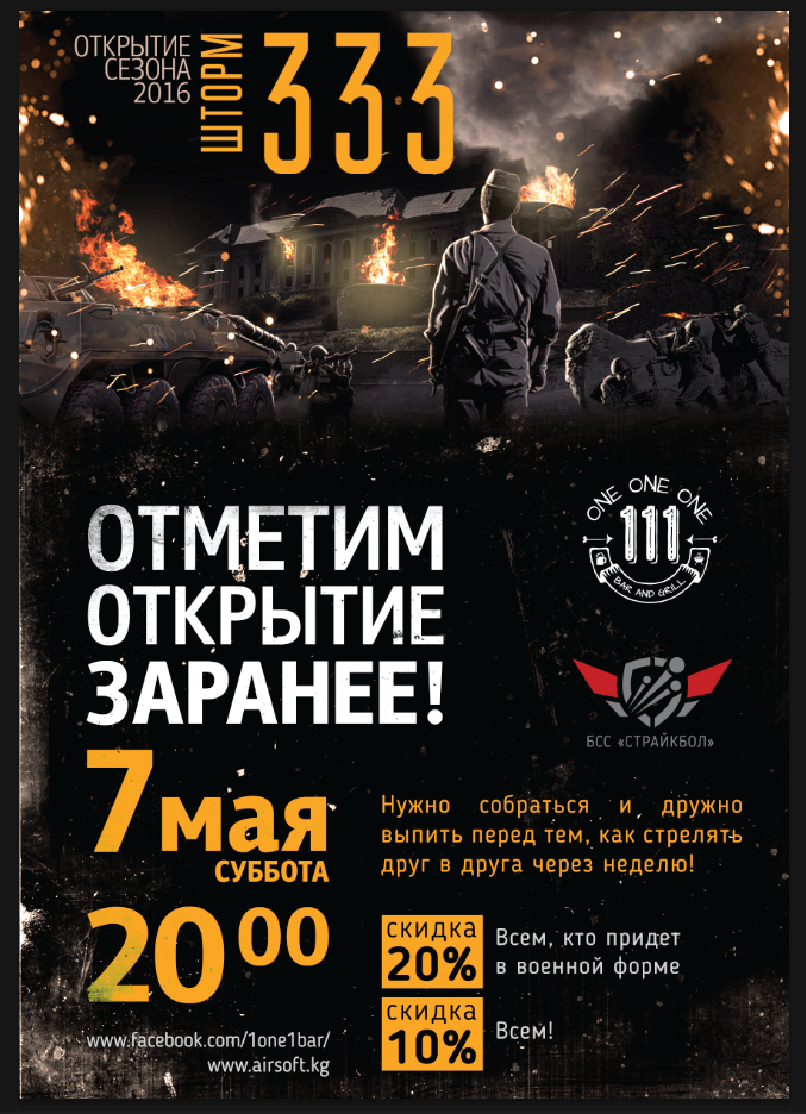 ОТКРЫТИЕ
СЕЗОНА
2016
ШТОРМ
333
ОТМЕТИМ
ОТКРЫТИЕ
ЗАРАНЕЕ!
ONE ONE ONE
111
BAR AND GRILL
БСС «СТРАЙКБОЛ»
7 мая
СУББОТА
20 00
Нужно собраться и дружно
выпить перед тем, как стрелять
друг в друга через неделю!
скидка
20%
Всем, кто придет
в военной форме
скидка
10%
Всем!
www.facebook.com/1one1bar/
www.airsoft.kg